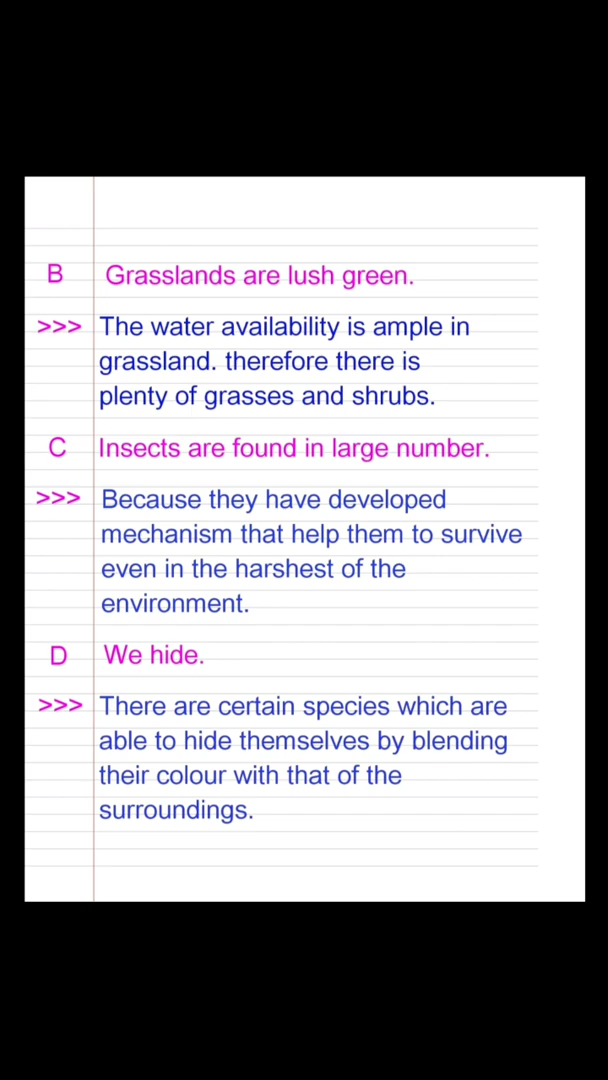 B Grasslands are lush green.
>>> The water availability is ample in
grassland. therefore there is
plenty of grasses and shrubs.
C Insects are found in large number.
>>> Because they have developed
mechanism that help them to survive
even in the harshest of the
environment.
D We hide.
>>> There are certain species which are
able to hide themselves by blending
their colour with that of the
surroundings.